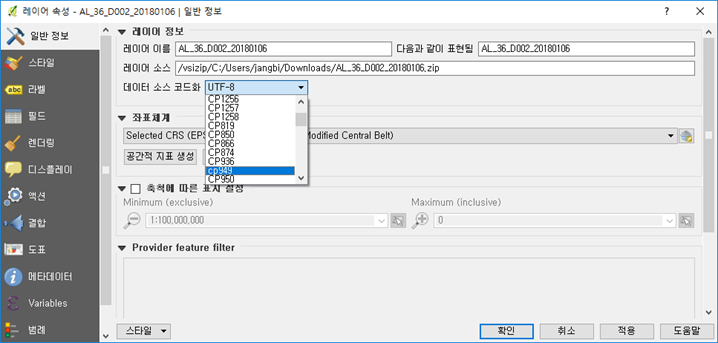 레이어 속성 - AL_36_D002_20180106 | 일반 정보
일반 정보
스타일
abc 라벨
필드
렌더링
디스플레이
액션
결합
도표
메타데이터
Variables
범례
레이어 정보
레이어 이름 AL_36_D002_20180106 다음과 같이 표현됨 AL_36_D002_20180106
레이어 소스 /vsizip/C:/Users/jangbi/Downloads/AL_36_D002_20180106.zip
데이터 소스 코드화 UTF-8
CP1256
CP1257
CP1258
CP819
CP850
CP866
CP874
CP936
cp949
CP950
좌표체계
Selected CRS (EPS Modified Central Belt)
공간적 지표 생성
축척에 따른 표시 설정
Minimum (exclusive) Maximum (inclusive)
1:100,000,000 0
Provider feature filter
스타일 확인 취소 적용 도움말